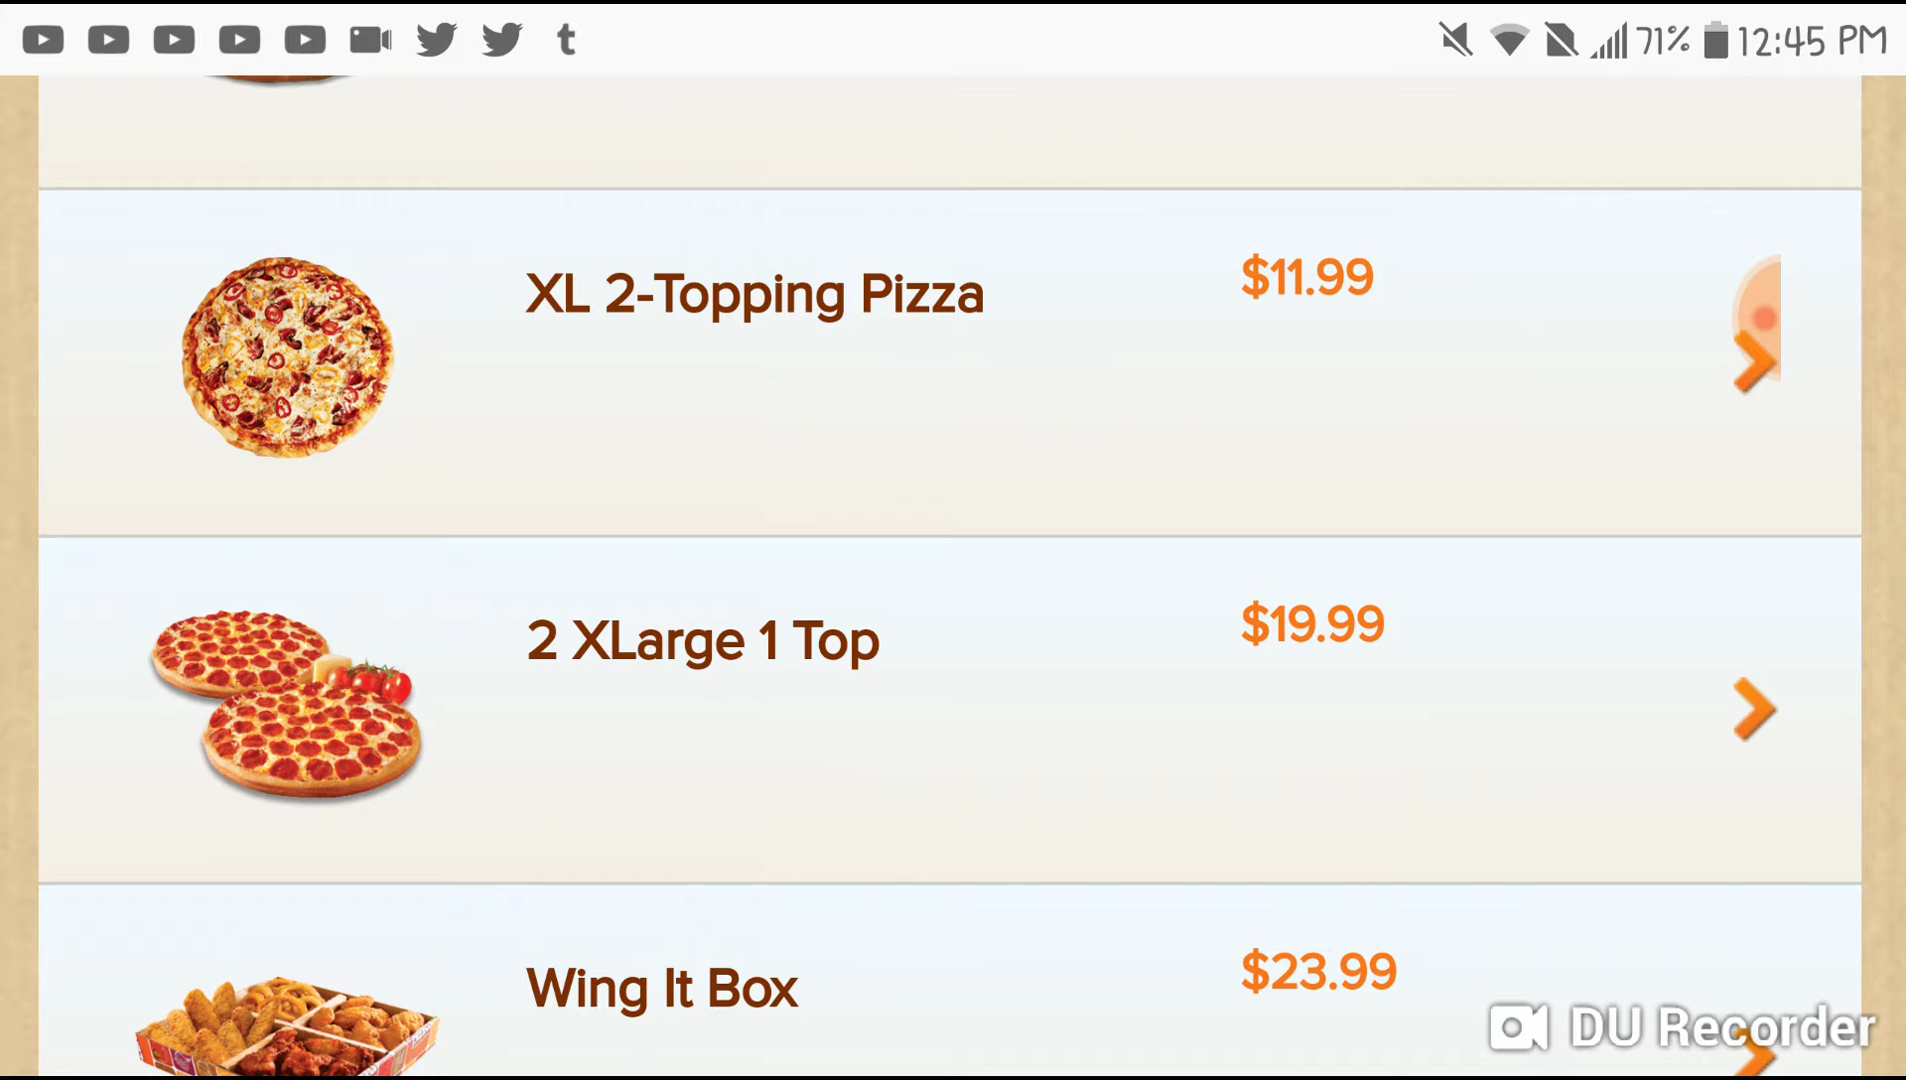 71% 12:45 PM
XL 2-Topping Pizza $11.99
2 XLarge 1 Top $19.99
Wing It Box $23.99
DU Recorder